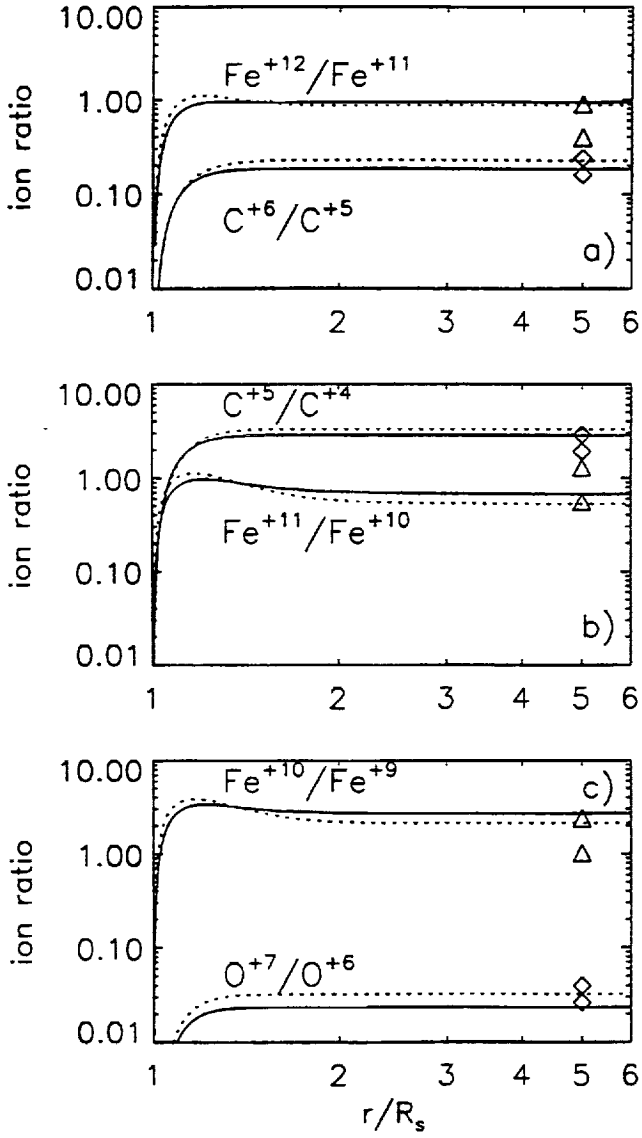 10.00
Fe+12/Fe+11
1.00
ion ratio
0.10
C+6/C+5
0.01
a)
1 2 3 4 5 6
10.00
C+5/C+4
1.00
ion ratio
Fe+11/Fe+10
0.10
b)
0.01
1 2 3 4 5 6
10.00
Fe+10/Fe+9
c)
1.00
ion ratio
0.10
O+7/O+6
0.01
1 2 3 4 5 6
r/Rs